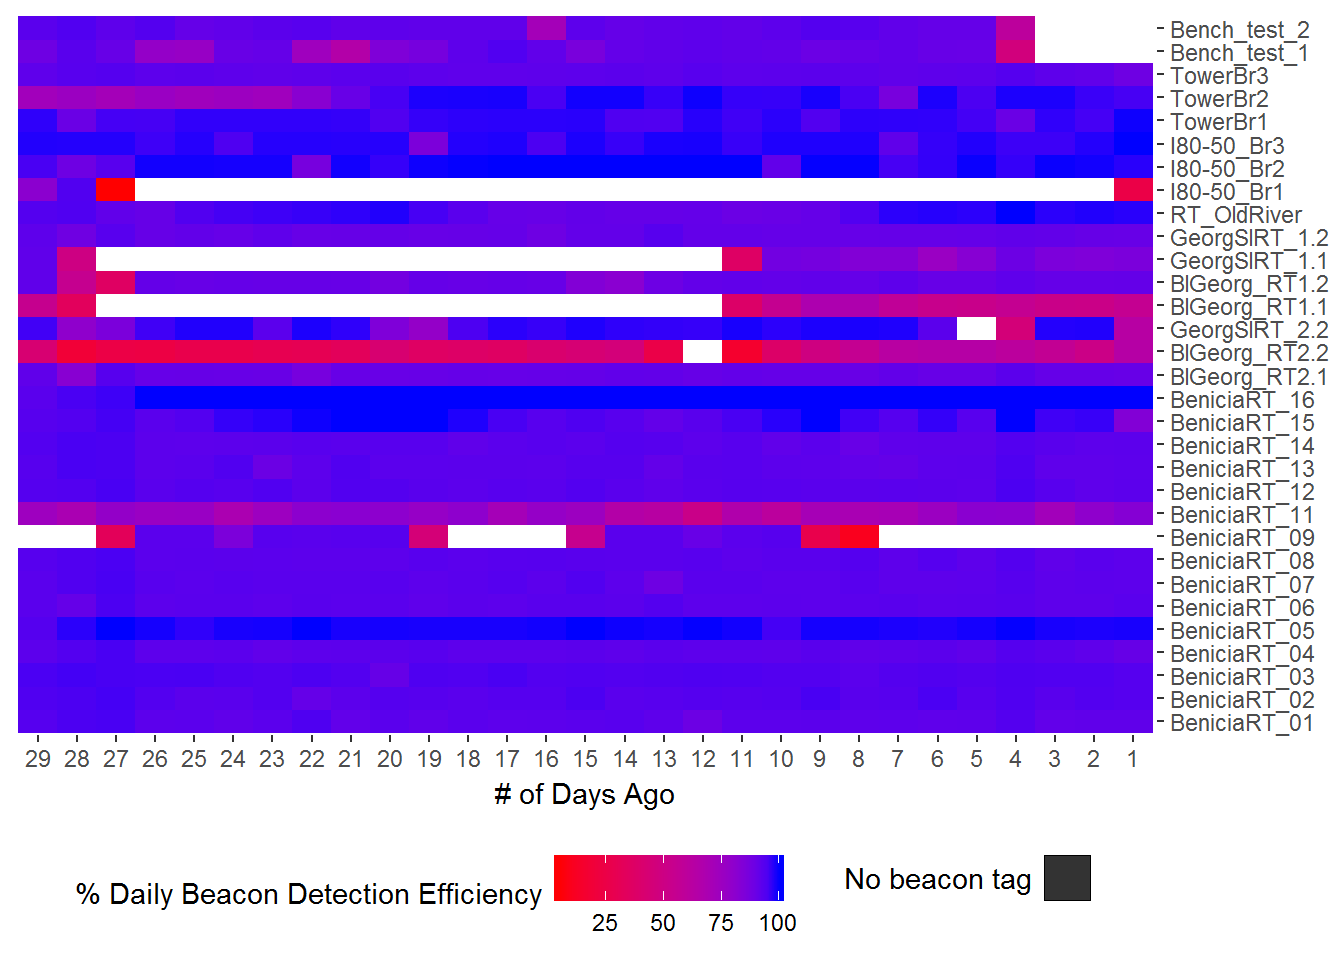 Bench_test_2
Bench_test_1
TowerBr3
TowerBr2
TowerBr1
I80-50_Br3
I80-50_Br2
I80-50_Br1
RT_OldRiver
GeorgSlRT_1.2
GeorgSlRT_1.1
BlGeorg_RT1.2
BlGeorg_RT1.1
GeorgSlRT_2.2
BlGeorg_RT2.2
BlGeorg_RT2.1
BeniciaRT_16
BeniciaRT_15
BeniciaRT_14
BeniciaRT_13
BeniciaRT_12
BeniciaRT_11
BeniciaRT_09
BeniciaRT_08
BeniciaRT_07
BeniciaRT_06
BeniciaRT_05
BeniciaRT_04
BeniciaRT_03
BeniciaRT_02
BeniciaRT_01
29 28 27 26 25 24 23 22 21 20 19 18 17 16 15 14 13 12 11 10 9 8 7 6 5 4 3 2 1
# of Days Ago
% Daily Beacon Detection Efficiency
25 50 75 100
No beacon tag